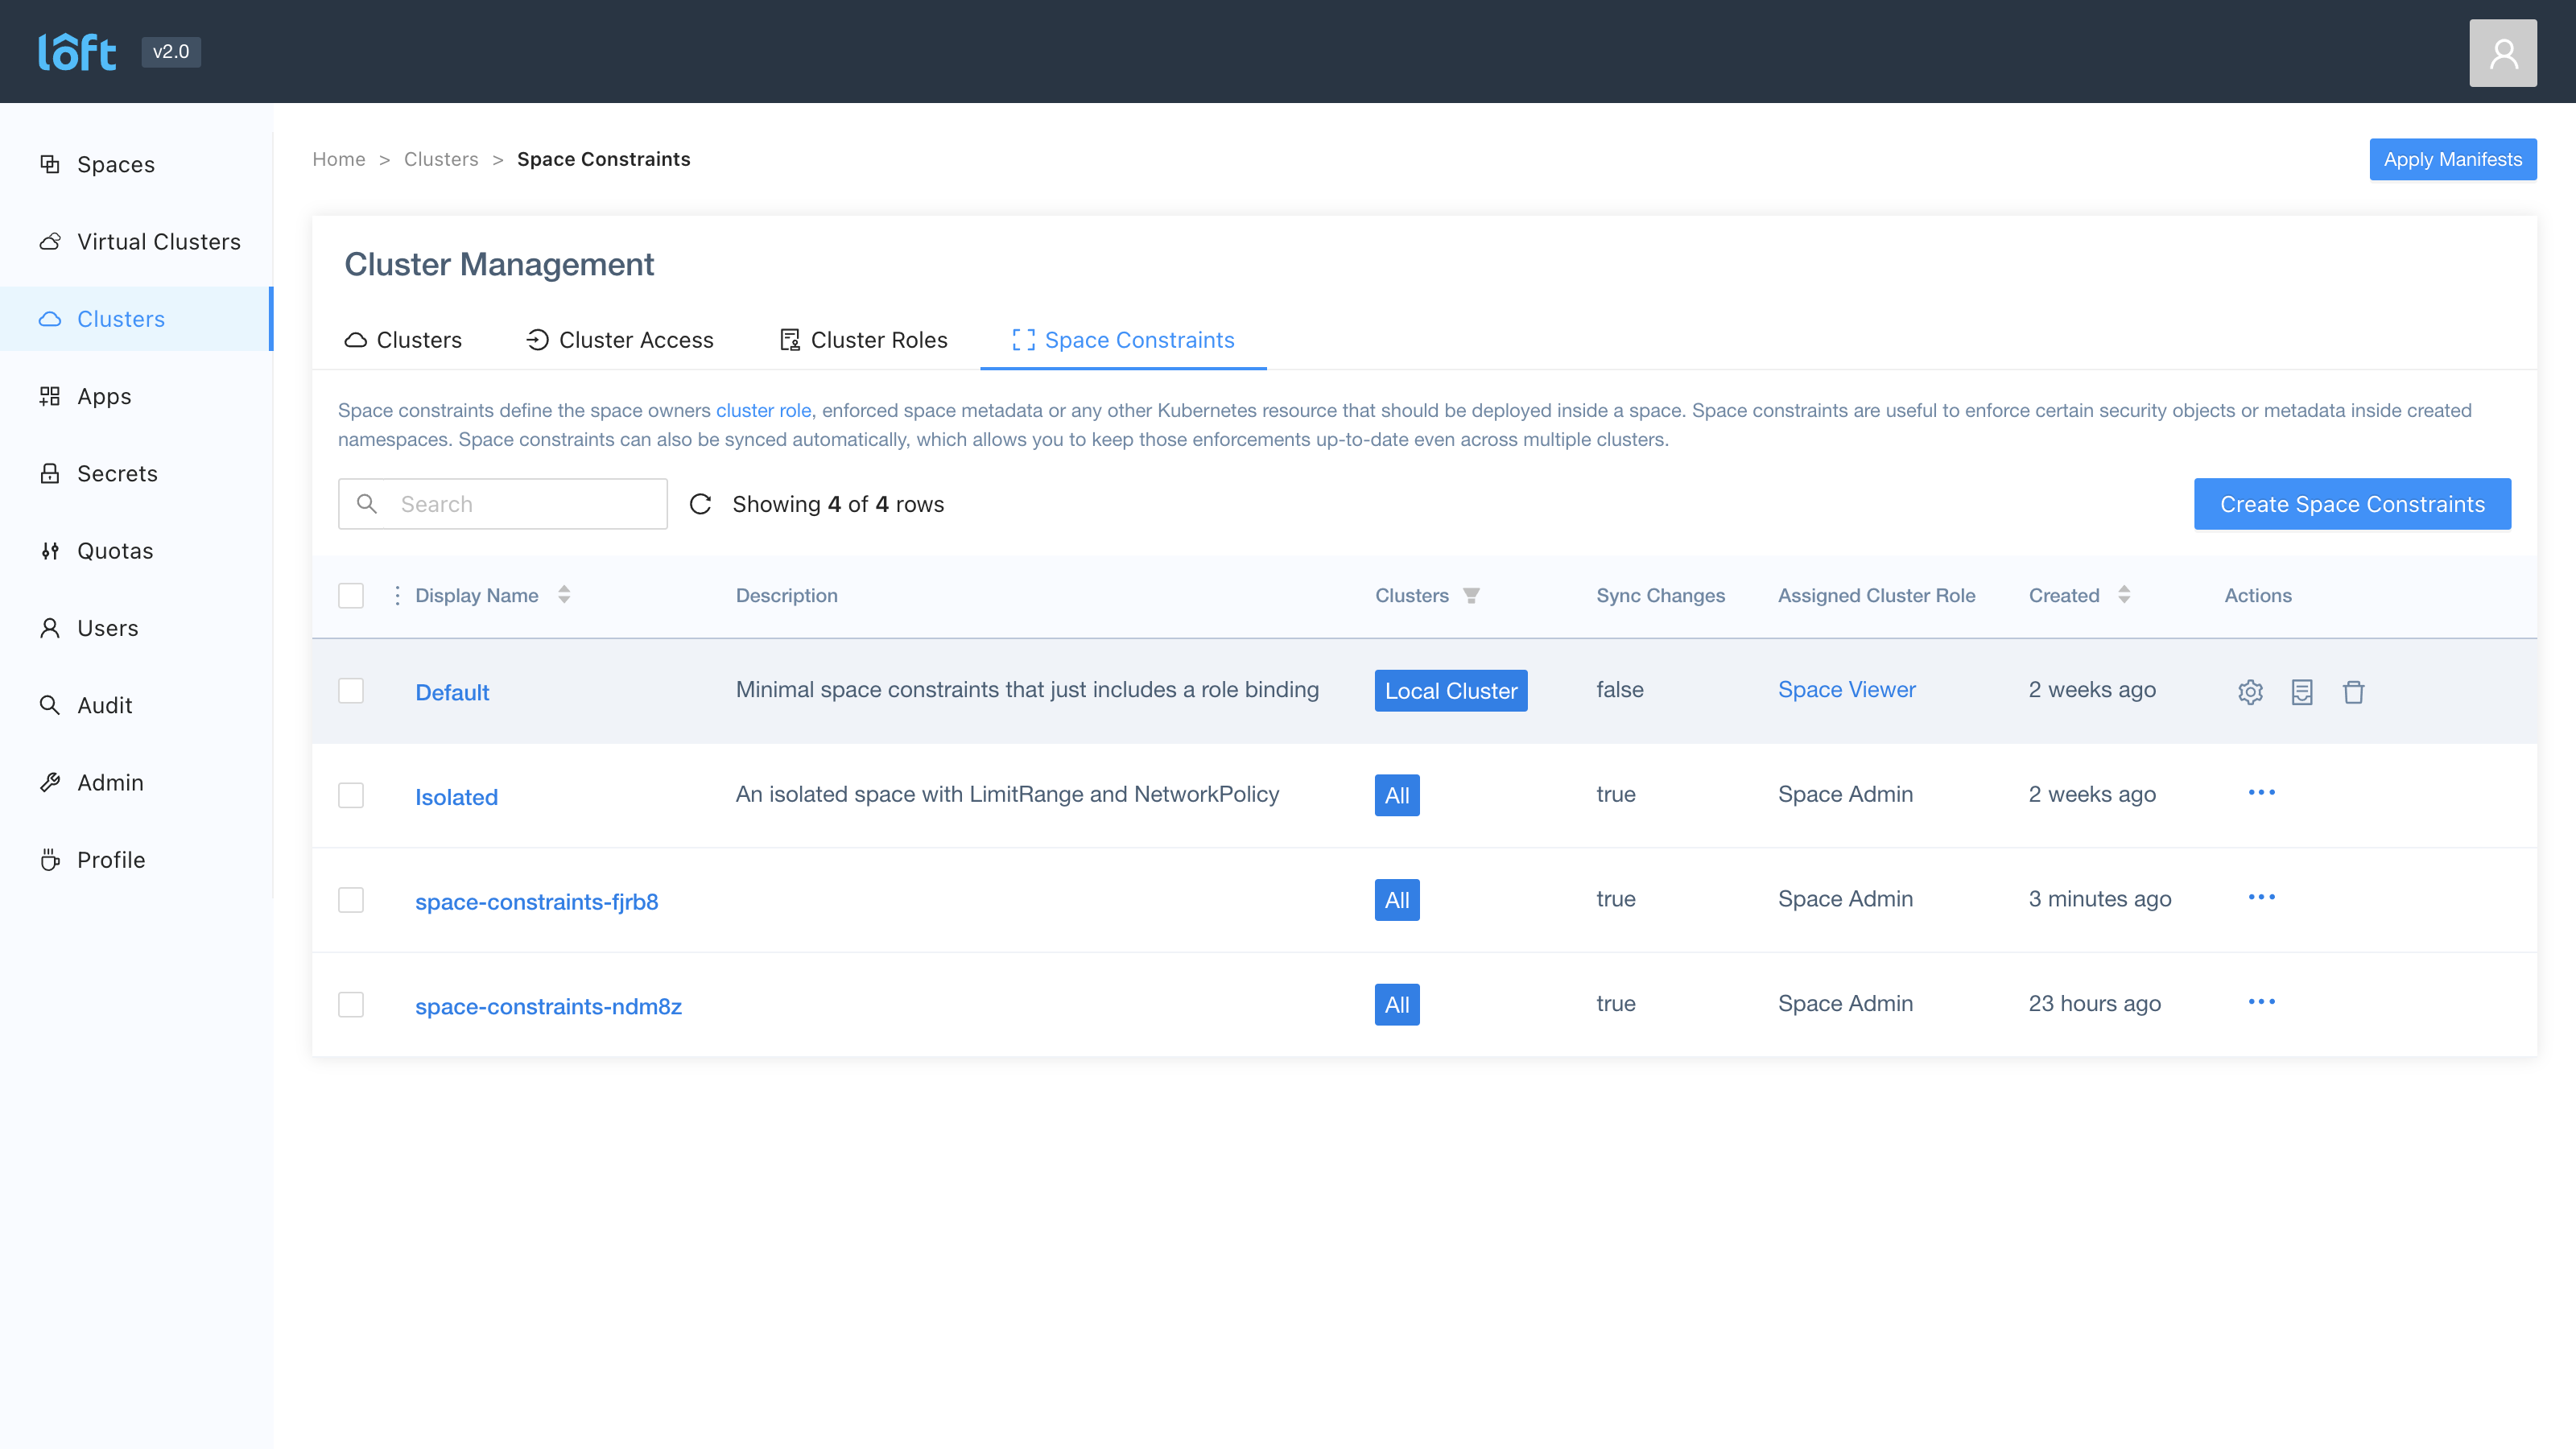 lôft v2.0
Spaces
Virtual Clusters
Clusters
Apps
Secrets
Quotas
Users
Audit
Admin
Profile
Home > Clusters > Space Constraints
Apply Manifests
Cluster Management
Clusters Cluster Access Cluster Roles Space Constraints
Space constraints define the space owners cluster role, enforced space metadata or any other Kubernetes resource that should be deployed inside a space. Space constraints are useful to enforce certain security objects or metadata inside created
namespaces. Space constraints can also be synced automatically, which allows you to keep those enforcements up-to-date even across multiple clusters.
Search Showing 4 of 4 rows Create Space Constraints
Display Name Description Clusters Sync Changes Assigned Cluster Role Created Actions
Default Minimal space constraints that just includes a role binding Local Cluster false Space Viewer 2 weeks ago
Isolated An isolated space with LimitRange and NetworkPolicy All true Space Admin 2 weeks ago
space-constraints-fjrb8 All true Space Admin 3 minutes ago
space-constraints-ndm8z All true Space Admin 23 hours ago